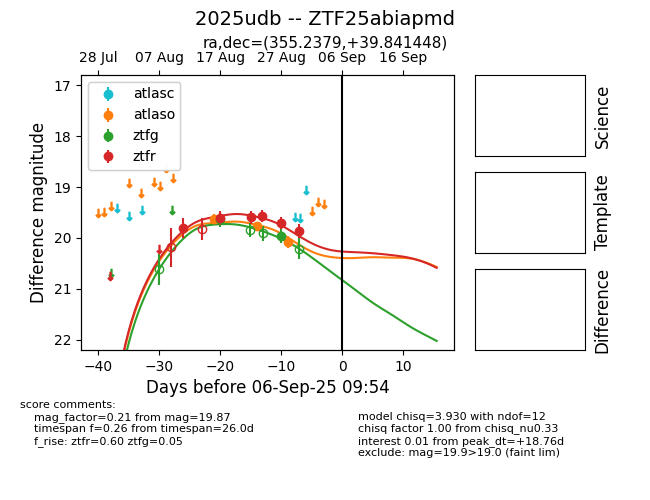 2025udb -- ZTF25abiapmd
ra,dec=(355.2379,+39.841448)
28 Jul 07 Aug 17 Aug 27 Aug 06 Sep 16 Sep
atlasc
atlaso
ztfg
ztfr
17
18
19
20
21
22
Difference magnitude
−40 −30 −20 −10 0 10
Days before 06-Sep-25 09:54
Science
Template
Difference
score comments:
mag_factor=0.21 from mag=19.87
timespan f=0.26 from timespan=26.0d
f_rise: ztfr=0.60 ztfg=0.05
model chisq=3.930 with ndof=12
chisq factor 1.00 from chisq_nu0.33
interest 0.01 from peak_dt=+18.76d
exclude: mag=19.9>19.0 (faint lim)